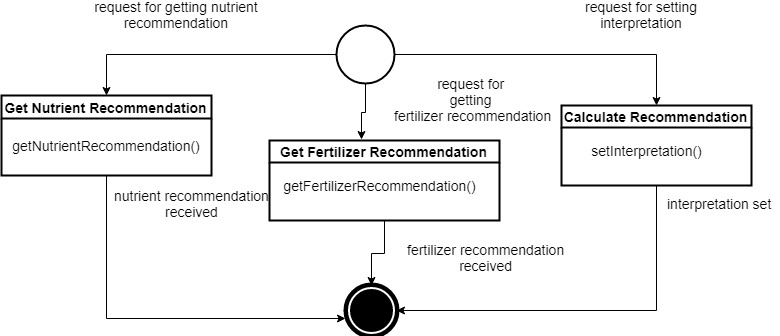 request for getting nutrient
recommendation
request for setting
interpretation
request for
getting
fertilizer recommendation
Get Nutrient Recommendation
getNutrientRecommendation()
Get Fertilizer Recommendation
getFertilizerRecommendation()
Calculate Recommendation
setInterpretation()
nutrient recommendation
received
fertilizer recommendation
received
interpretation set